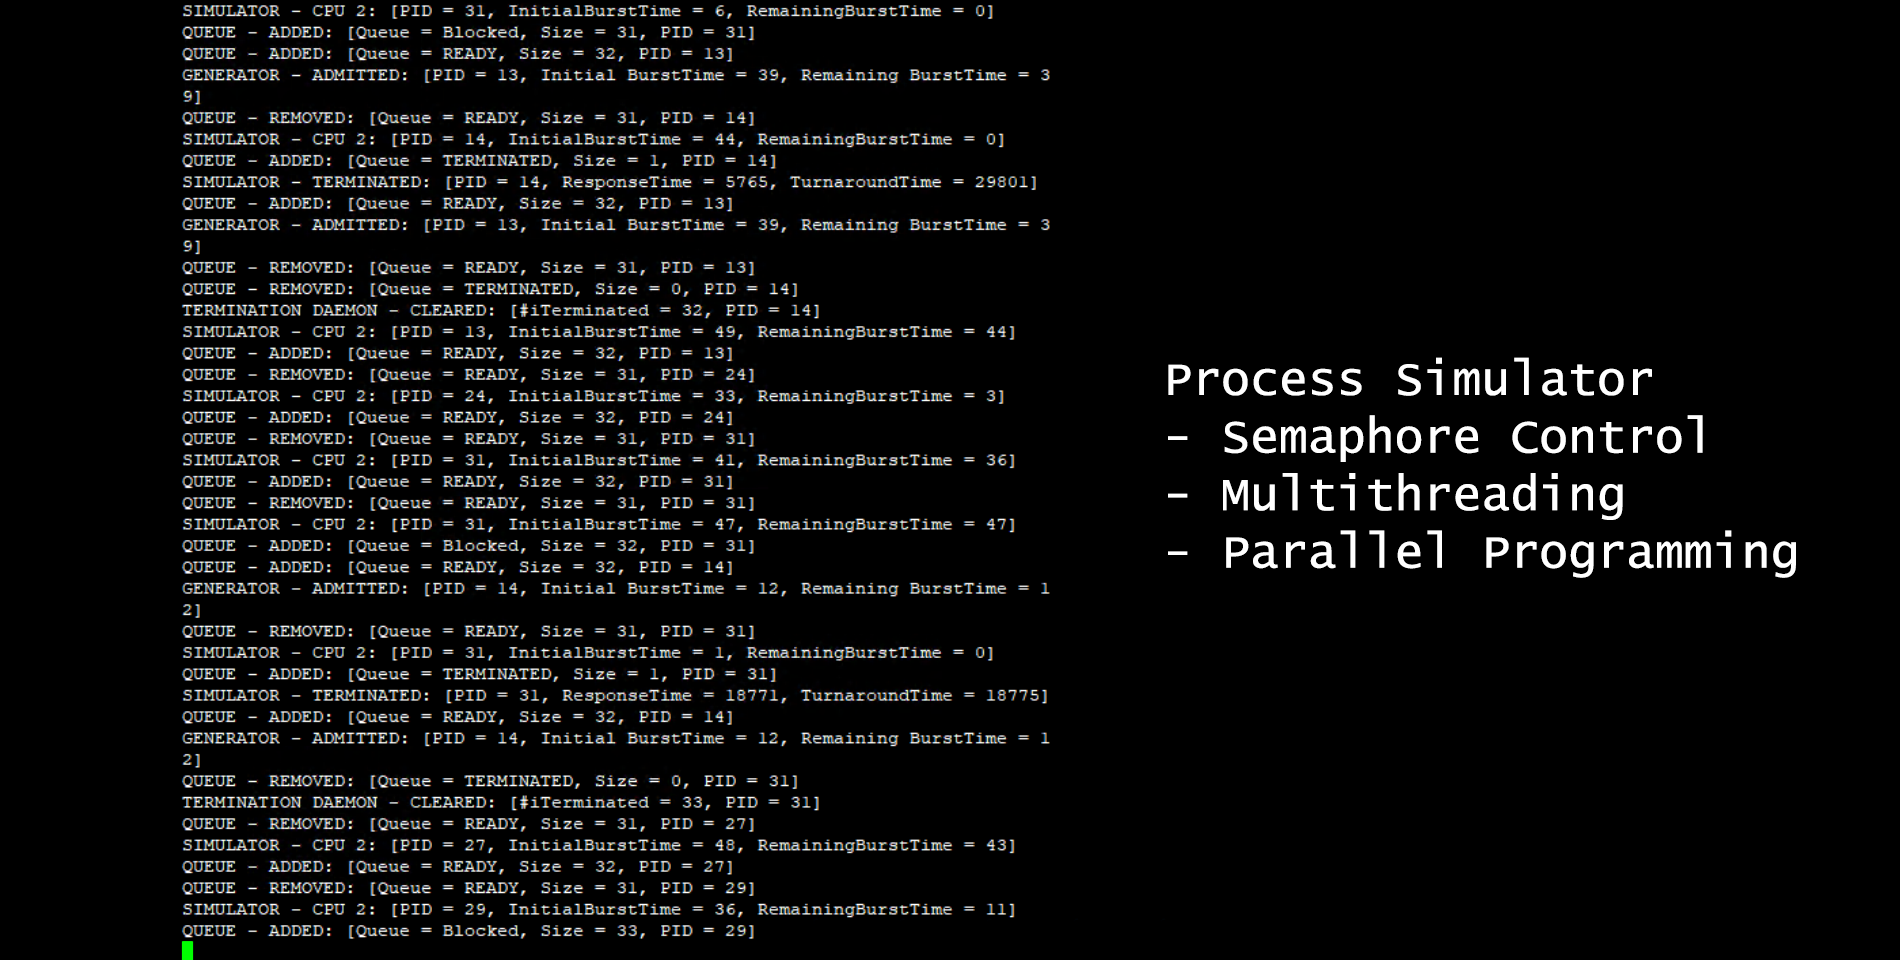 SIMULATOR - CPU 2: [PID = 31, InitialBurstTime = 6, RemainingBurstTime = 0]
QUEUE - ADDED: [Queue = Blocked, Size = 31, PID = 31]
QUEUE - ADDED: [Queue = READY, Size = 32, PID = 13]
GENERATOR - ADMITTED: [PID = 13, Initial BurstTime = 39, Remaining BurstTime = 3
9]
QUEUE - REMOVED: [Queue = READY, Size = 31, PID = 14]
SIMULATOR - CPU 2: [PID = 14, InitialBurstTime = 44, RemainingBurstTime = 0]
QUEUE - ADDED: [Queue = TERMINATED, Size = 1, PID = 14]
SIMULATOR - TERMINATED: [PID = 14, ResponseTime = 5765, TurnaroundTime = 29801]
QUEUE - ADDED: [Queue = READY, Size = 32, PID = 13]
GENERATOR - ADMITTED: [PID = 13, Initial BurstTime = 39, Remaining BurstTime = 3
9]
QUEUE - REMOVED: [Queue = READY, Size = 31, PID = 13]
QUEUE - REMOVED: [Queue = TERMINATED, Size = 0, PID = 14]
TERMINATION DAEMON - CLEARED: [#iTerminated = 32, PID = 14]
SIMULATOR - CPU 2: [PID = 13, InitialBurstTime = 49, RemainingBurstTime = 44]
QUEUE - ADDED: [Queue = READY, Size = 32, PID = 13]
QUEUE - REMOVED: [Queue = READY, Size = 31, PID = 24]
SIMULATOR - CPU 2: [PID = 24, InitialBurstTime = 33, RemainingBurstTime = 3]
QUEUE - ADDED: [Queue = READY, Size = 32, PID = 24]
QUEUE - REMOVED: [Queue = READY, Size = 31, PID = 31]
SIMULATOR - CPU 2: [PID = 31, InitialBurstTime = 41, RemainingBurstTime = 36]
QUEUE - ADDED: [Queue = READY, Size = 32, PID = 31]
QUEUE - REMOVED: [Queue = READY, Size = 31, PID = 31]
SIMULATOR - CPU 2: [PID = 31, InitialBurstTime = 47, RemainingBurstTime = 47]
QUEUE - ADDED: [Queue = Blocked, Size = 32, PID = 31]
QUEUE - ADDED: [Queue = READY, Size = 32, PID = 14]
GENERATOR - ADMITTED: [PID = 14, Initial BurstTime = 12, Remaining BurstTime = 1
2]
QUEUE - REMOVED: [Queue = READY, Size = 31, PID = 31]
SIMULATOR - CPU 2: [PID = 31, InitialBurstTime = 1, RemainingBurstTime = 0]
QUEUE - ADDED: [Queue = TERMINATED, Size = 1, PID = 31]
SIMULATOR - TERMINATED: [PID = 31, ResponseTime = 18771, TurnaroundTime = 18775]
QUEUE - ADDED: [Queue = READY, Size = 32, PID = 14]
GENERATOR - ADMITTED: [PID = 14, Initial BurstTime = 12, Remaining BurstTime = 1
2]
QUEUE - REMOVED: [Queue = TERMINATED, Size = 0, PID = 31]
TERMINATION DAEMON - CLEARED: [#iTerminated = 33, PID = 31]
QUEUE - REMOVED: [Queue = READY, Size = 31, PID = 27]
SIMULATOR - CPU 2: [PID = 27, InitialBurstTime = 48, RemainingBurstTime = 43]
QUEUE - ADDED: [Queue = READY, Size = 32, PID = 27]
QUEUE - REMOVED: [Queue = READY, Size = 31, PID = 29]
SIMULATOR - CPU 2: [PID = 29, InitialBurstTime = 36, RemainingBurstTime = 11]
QUEUE - ADDED: [Queue = Blocked, Size = 33, PID = 29]
Process Simulator
- Semaphore Control
- Multithreading
- Parallel Programming